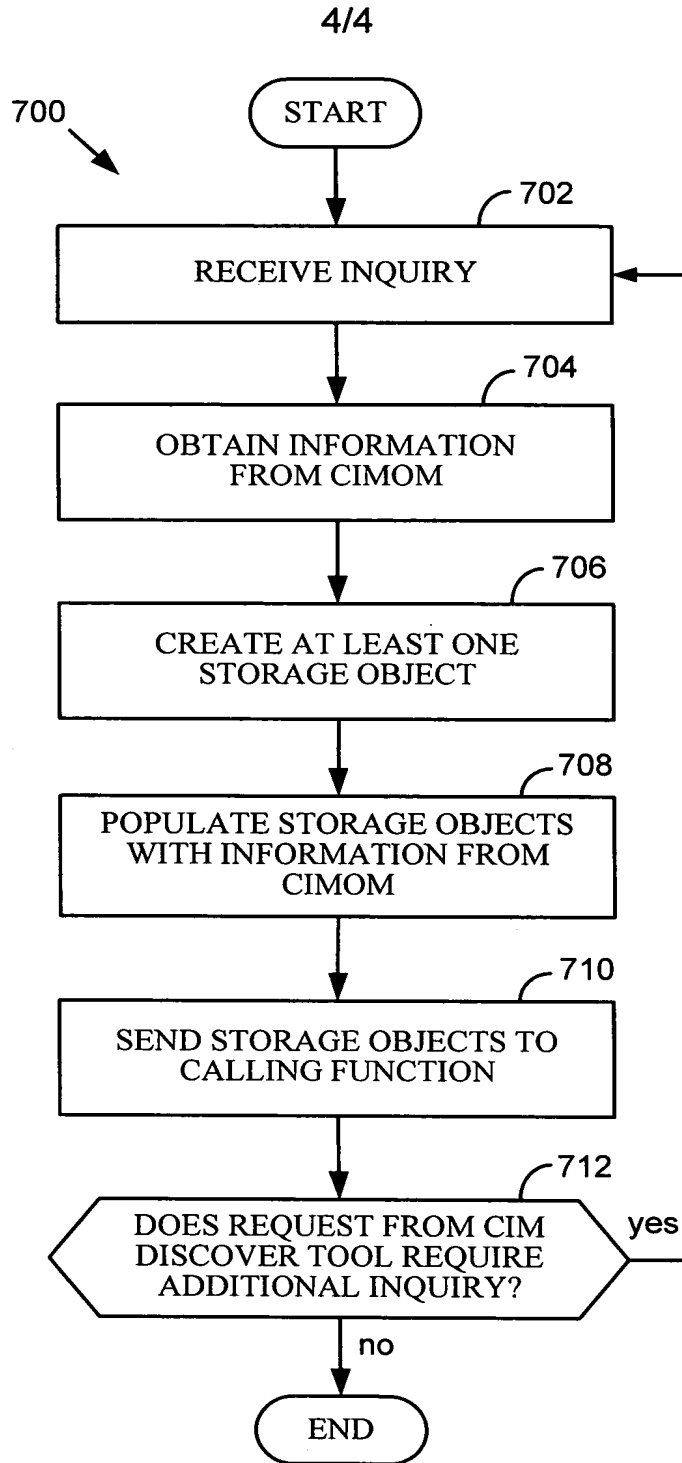 4/4
START
700
702
RECEIVE INQUIRY
704
OBTAIN INFORMATION
FROM CIMOM
706
CREATE AT LEAST ONE
STORAGE OBJECT
708
POPULATE STORAGE OBJECTS
WITH INFORMATION FROM
CIMOM
710
SEND STORAGE OBJECTS TO
CALLING FUNCTION
712
DOES REQUEST FROM CIM
DISCOVER TOOL REQUIRE
ADDITIONAL INQUIRY?
yes
no
END